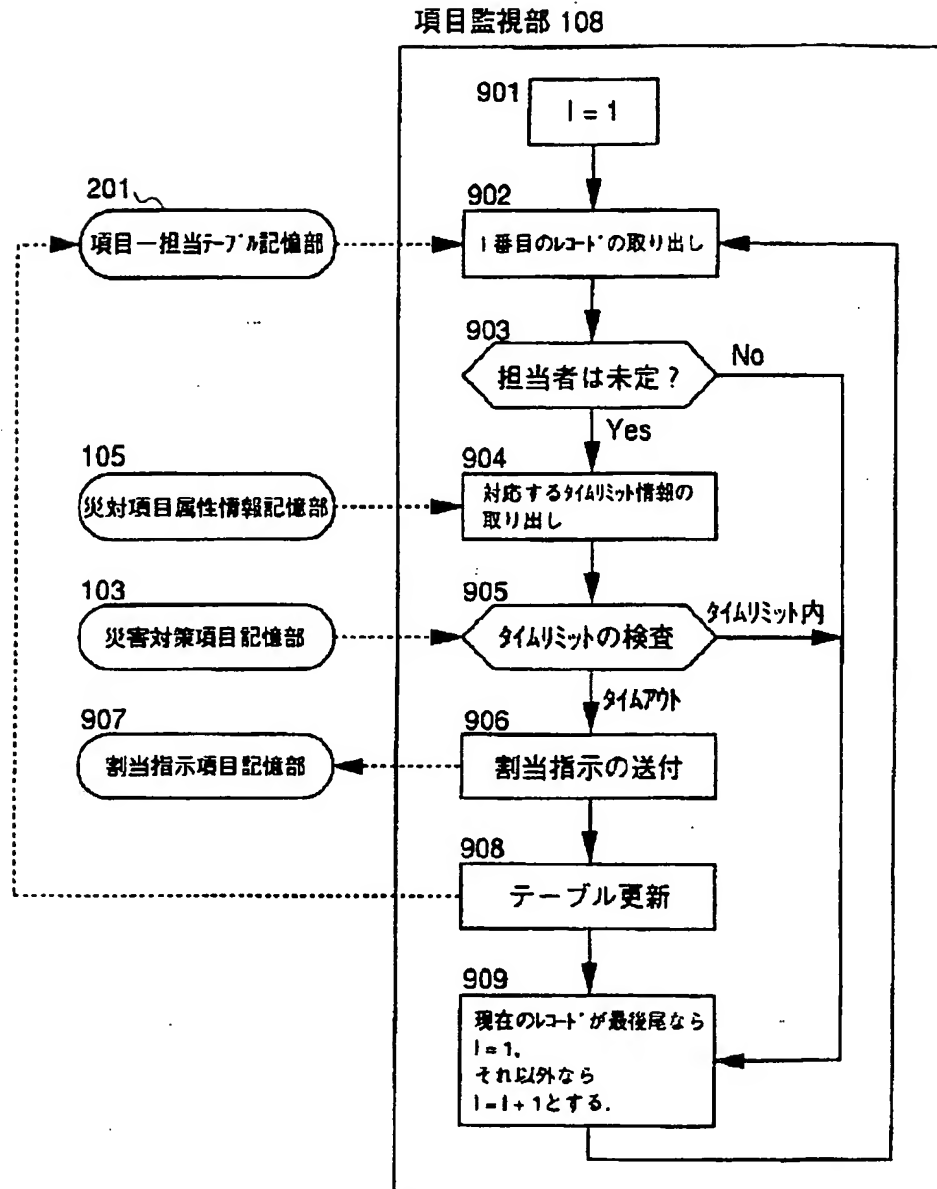 項目監視部 108
901
I = 1
201
902
項目ー担当テーブル記憶部
I番目のレコードの取り出し
903
No
担当者は未定？
Yes
105
904
災対項目属性情報記憶部
対応するタイムリミット情報の
取り出し
103
905
タイムリミット内
災害対策項目記憶部
タイムリミットの検査
タイムアウト
907
906
割当指示項目記憶部
割当指示の送付
908
テーブル更新
909
現在のレコードが最後尾なら
I = 1,
それ以外なら
I = I + 1とする.